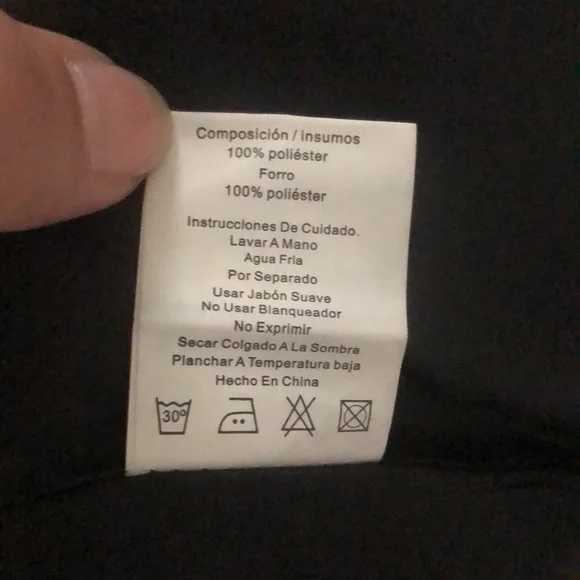 Composición / insumos
100% poliéster
Forro
100% poliéster
Instrucciones De Cuidado.
Lavar A Mano
Agua Fria
Por Separado
Usar Jabón Suave
No Usar Blanqueador
No Exprimir
Secar Colgado A La Sombra
Planchar A Temperatura baja
Hecho En China
30º